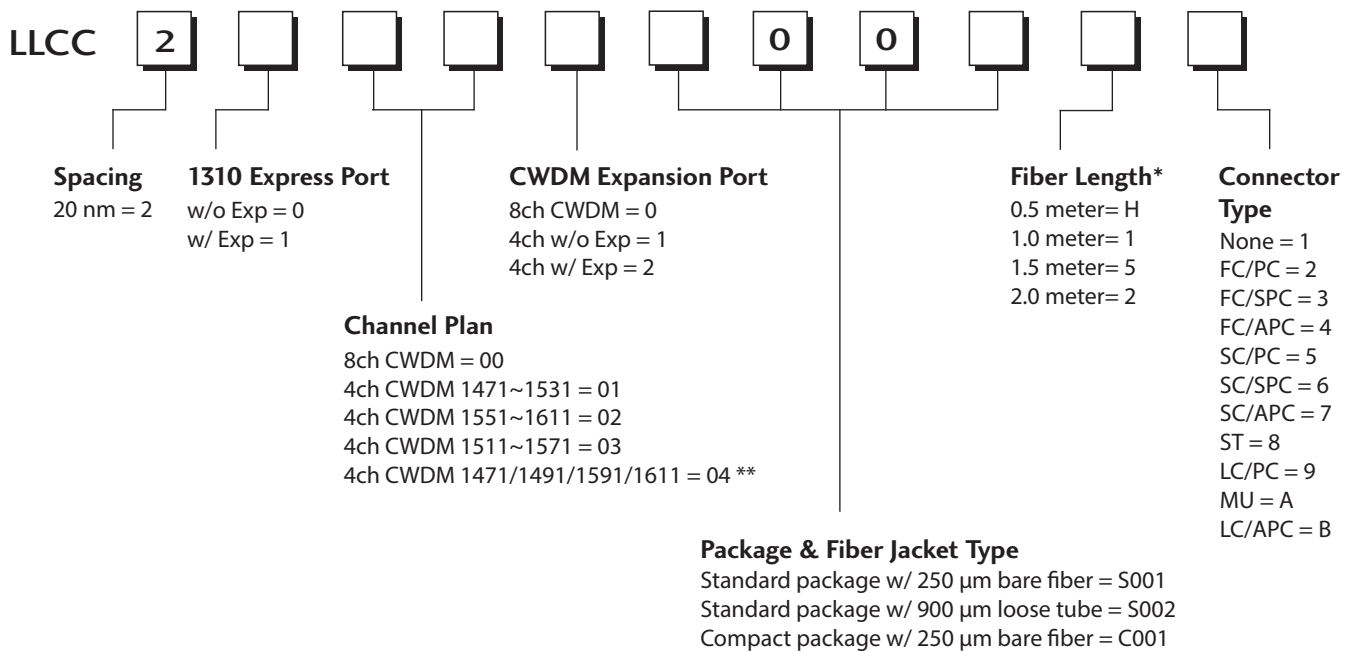 LLCC 2 0 0
Spacing
20 nm = 2
1310 Express Port
w/o Exp = 0
w/ Exp = 1
CWDM Expansion Port
8ch CWDM = 0
4ch w/o Exp = 1
4ch w/ Exp = 2
Fiber Length*
0.5 meter= H
1.0 meter= 1
1.5 meter= 5
2.0 meter= 2
Connector
Type
None = 1
FC/PC = 2
FC/SPC = 3
FC/APC = 4
SC/PC = 5
SC/SPC = 6
SC/APC = 7
ST = 8
LC/PC = 9
MU = A
LC/APC = B
Channel Plan
8ch CWDM = 00
4ch CWDM 1471~1531 = 01
4ch CWDM 1551~1611 = 02
4ch CWDM 1511~1571 = 03
4ch CWDM 1471/1491/1591/1611 = 04 **
Package & Fiber Jacket Type
Standard package w/ 250 µm bare fiber = S001
Standard package w/ 900 µm loose tube = S002
Compact package w/ 250 µm bare fiber = C001